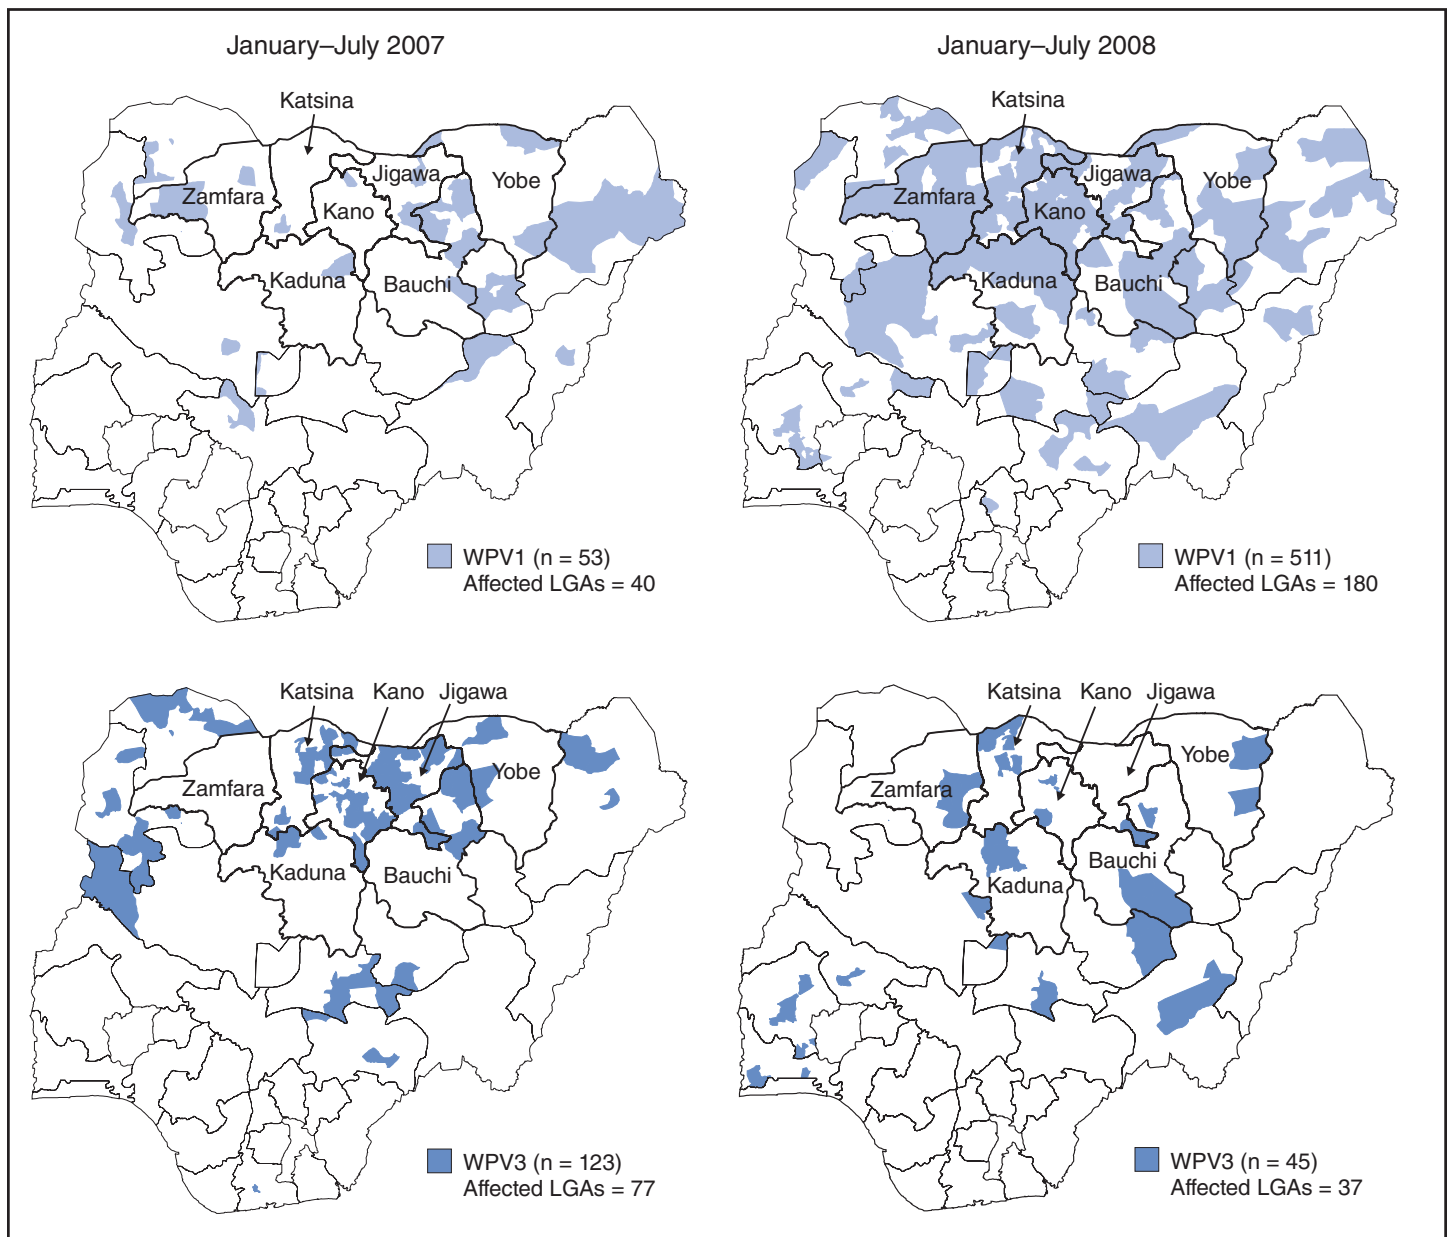 January–July 2007
Katsina
Jigawa
Zamfara
Yobe
Kano
Kaduna
Bauchi
WPV1 (n = 53)
Affected LGAs = 40
January–July 2008
Katsina
Jigawa
Zamfara
Yobe
Kano
Kaduna
Bauchi
WPV1 (n = 511)
Affected LGAs = 180
Katsina
Kano
Jigawa
Yobe
Zamfara
Kaduna
Bauchi
WPV3 (n = 123)
Affected LGAs = 77
Katsina
Kano
Jigawa
Yobe
Zamfara
Bauchi
Kaduna
WPV3 (n = 45)
Affected LGAs = 37